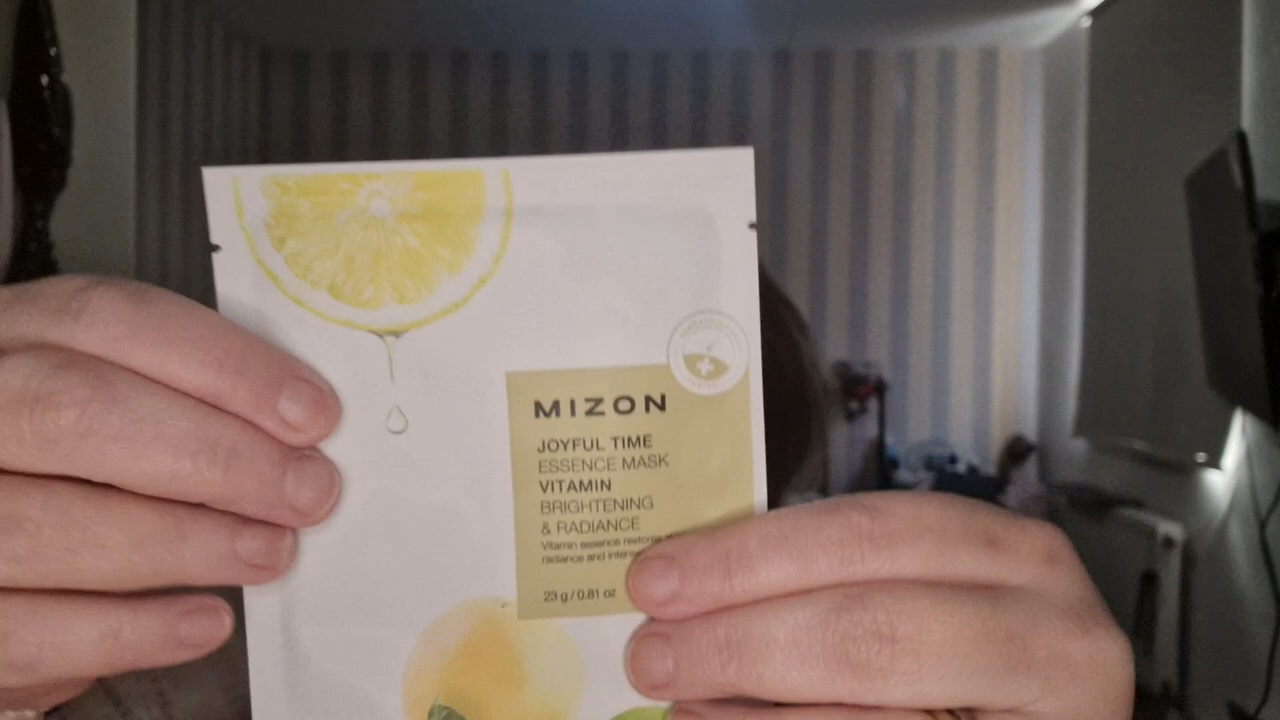 MIZON
JOYFUL TIME
ESSENCE MASK
VITAMIN
BRIGHTENING
& RADIANCE
Vitamin essence
radiance and
23 g / 0.81 oz